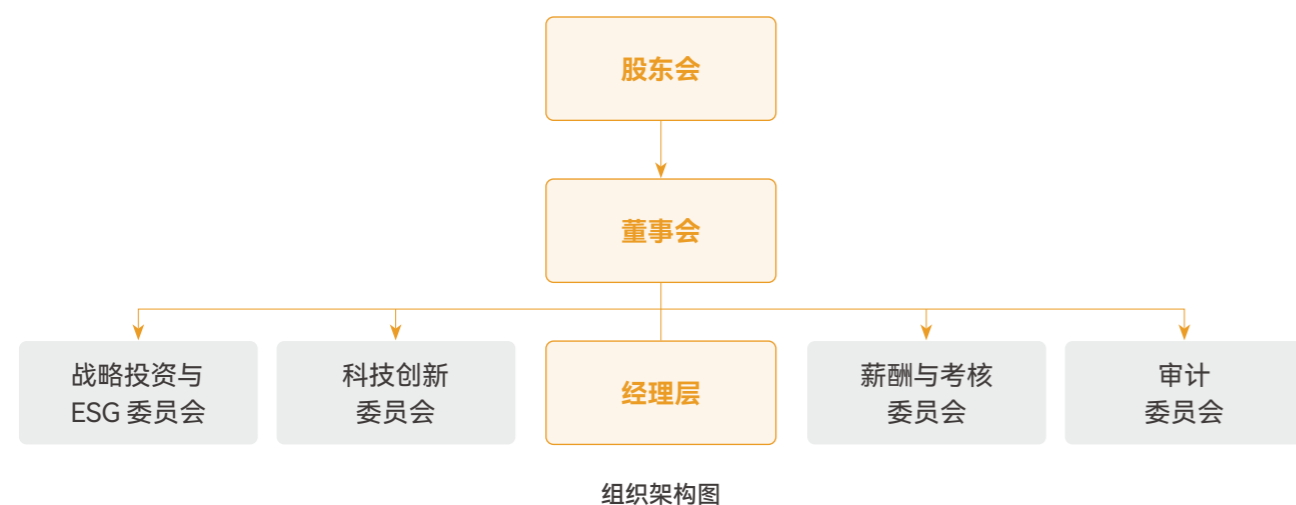 股东会
董事会
战略投资与
ESG 委员会
科技创新
委员会
经理层
薪酬与考核
委员会
审计
委员会
组织架构图